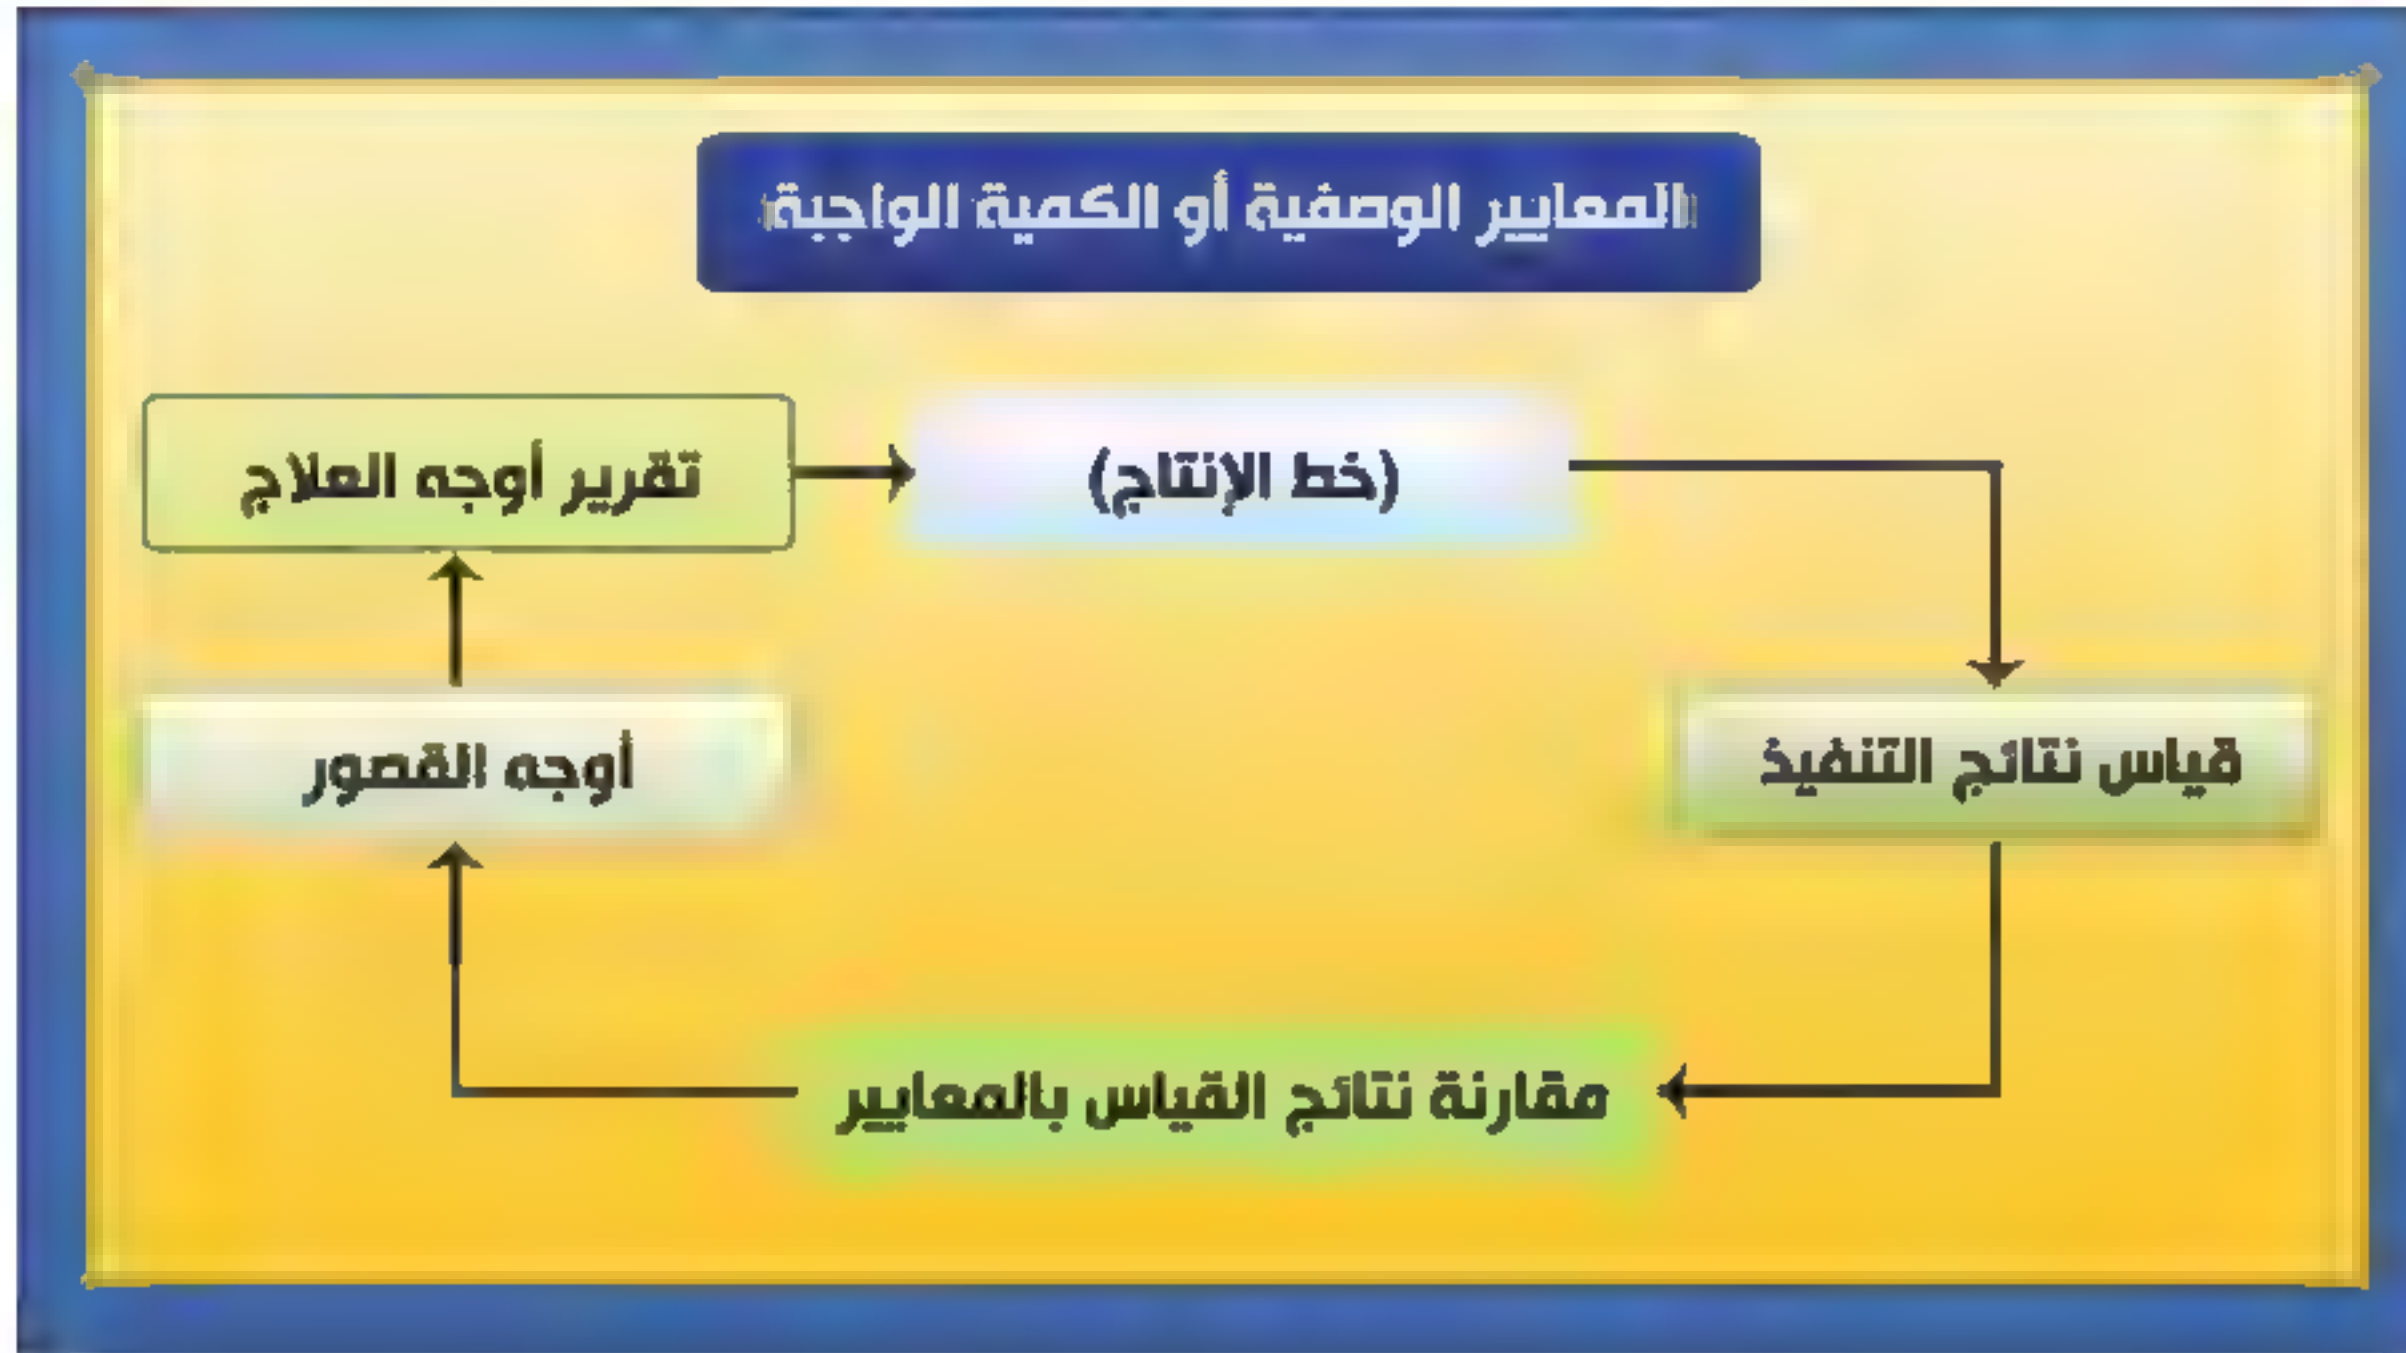 المعايير الوصفية أو الكمية الواجبة
(خط الإنتاج)
تقرير أوجه العلاج
قياس نتائج التنفيذ
أوجه القصور
مقارنة نتائج القياس بالمعايير